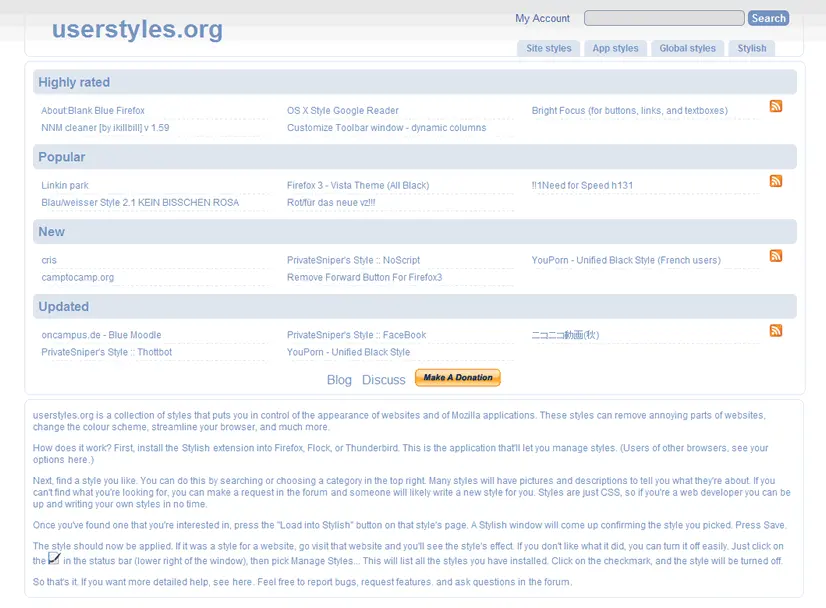 userstyles.org
My Account
Search
Site styles
App styles
Global styles
Stylish
Highly rated
About:Blank Blue Firefox
OS X Style Google Reader
Bright Focus (for buttons, links, and textboxes)
NNM cleaner [by ikillbill] v 1.59
Customize Toolbar window - dynamic columns
Popular
Linkin park
Firefox 3 - Vista Theme (All Black)
!!1Need for Speed h131
Blau/weisser Style 2.1 KEIN BISSCHEN ROSA
Rot/für das neue vz!!!
New
cris
PrivateSniper's Style :: NoScript
YouPorn - Unified Black Style (French users)
camptocamp.org
Remove Forward Button For Firefox3
Updated
oncampus.de - Blue Moodle
PrivateSniper's Style :: FaceBook
ニコニコ動画(秋)
PrivateSniper's Style :: Thottbot
YouPorn - Unified Black Style
Blog
Discuss
Make A Donation
userstyles.org is a collection of styles that puts you in control of the appearance of websites and of Mozilla applications. These styles can remove annoying parts of websites,
change the colour scheme, streamline your browser, and much more.
How does it work? First, install the Stylish extension into Firefox, Flock, or Thunderbird. This is the application that'll let you manage styles. (Users of other browsers, see your
options here.)
Next, find a style you like. You can do this by searching or choosing a category in the top right. Many styles will have pictures and descriptions to tell you what they're about. If you
can't find what you're looking for, you can make a request in the forum and someone will likely write a new style for you. Styles are just CSS, so if you're a web developer you can be
up and writing your own styles in no time.
Once you've found one that you're interested in, press the "Load into Stylish" button on that style's page. A Stylish window will come up confirming the style you picked. Press Save.
The style should now be applied. If it was a style for a website, go visit that website and you'll see the style's effect. If you don't like what it did, you can turn it off easily. Just click on
the in the status bar (lower right of the window), then pick Manage Styles... This will list all the styles you have installed. Click on the checkmark, and the style will be turned off.
So that's it. If you want more detailed help, see here. Feel free to report bugs, request features, and ask questions in the forum.